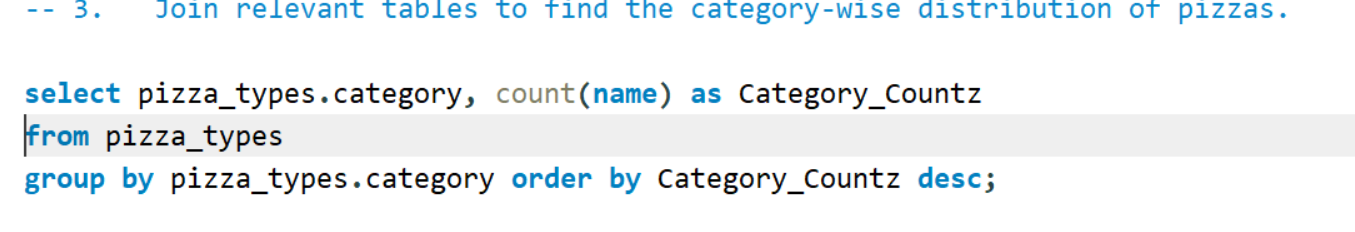 -- 3.   Join relevant tables to find the category-wise distribution of pizzas.
select pizza_types.category, count(name) as Category_Countz
from pizza_types
group by pizza_types.category order by Category_Countz desc;